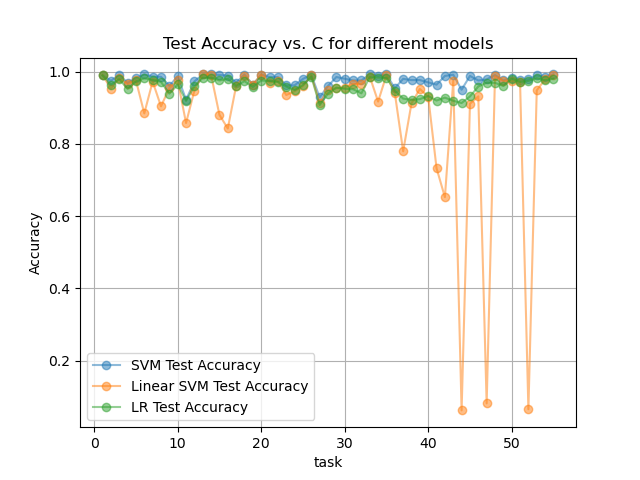 Test Accuracy vs. C for different models
1.0
0.8
0.6
0.4
0.2
Accuracy
SVM Test Accuracy
Linear SVM Test Accuracy
LR Test Accuracy
0 10 20 30 40 50
task